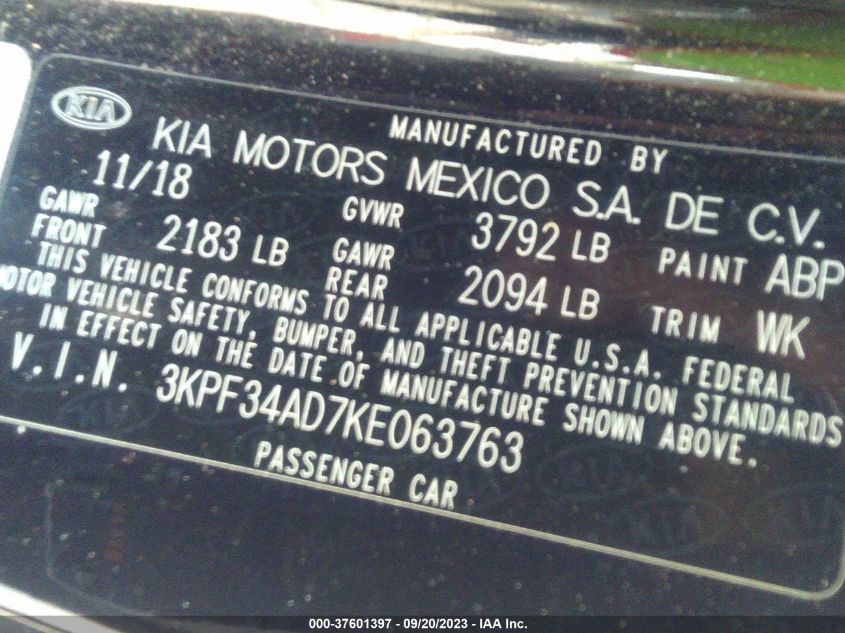 KIA
MANUFACTURED BY
KIA MOTORS MEXICO S.A. DE C.V.
11/18 GVWR 3792 LB PAINT ABP
GAWR FRONT 2183 LB GAWR REAR 2094 LB TRIM WK
THIS VEHICLE CONFORMS TO ALL APPLICABLE U.S.A. FEDERAL
MOTOR VEHICLE SAFETY, BUMPER, AND THEFT PREVENTION STANDARDS
IN EFFECT ON THE DATE OF MANUFACTURE SHOWN ABOVE.
V.I.N. 3KPF34AD7KE063763
PASSENGER CAR
000-37601397 - 09/20/2023 - IAA Inc.